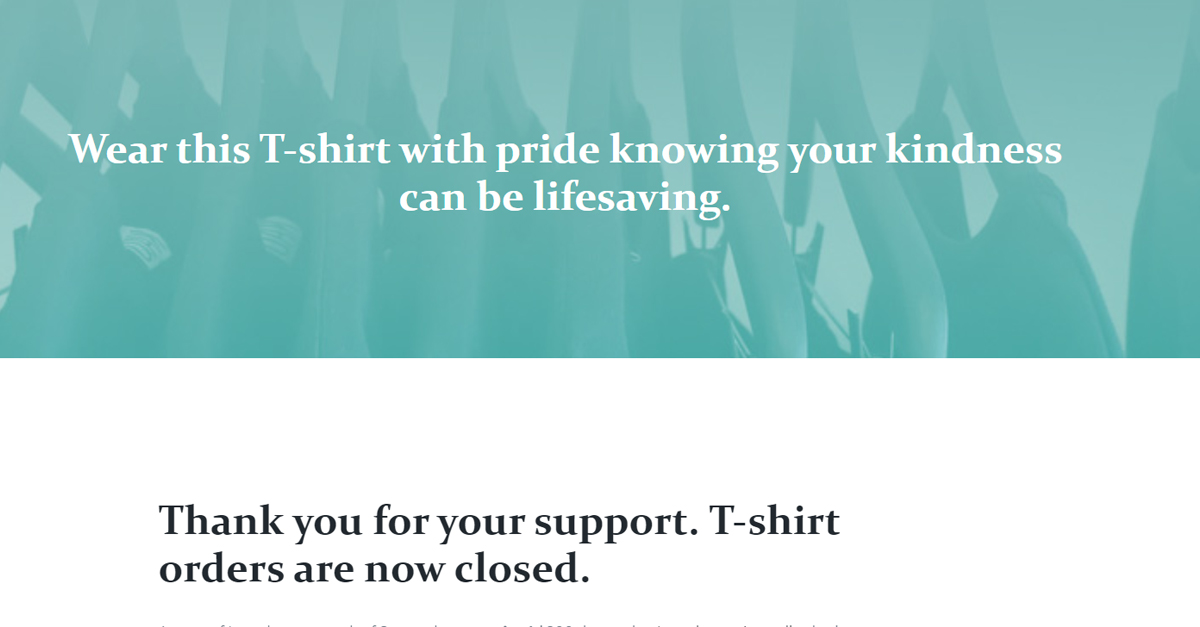 Wear this T-shirt with pride knowing your kindness
can be lifesaving.
Thank you for your support. T-shirt
orders are now closed.